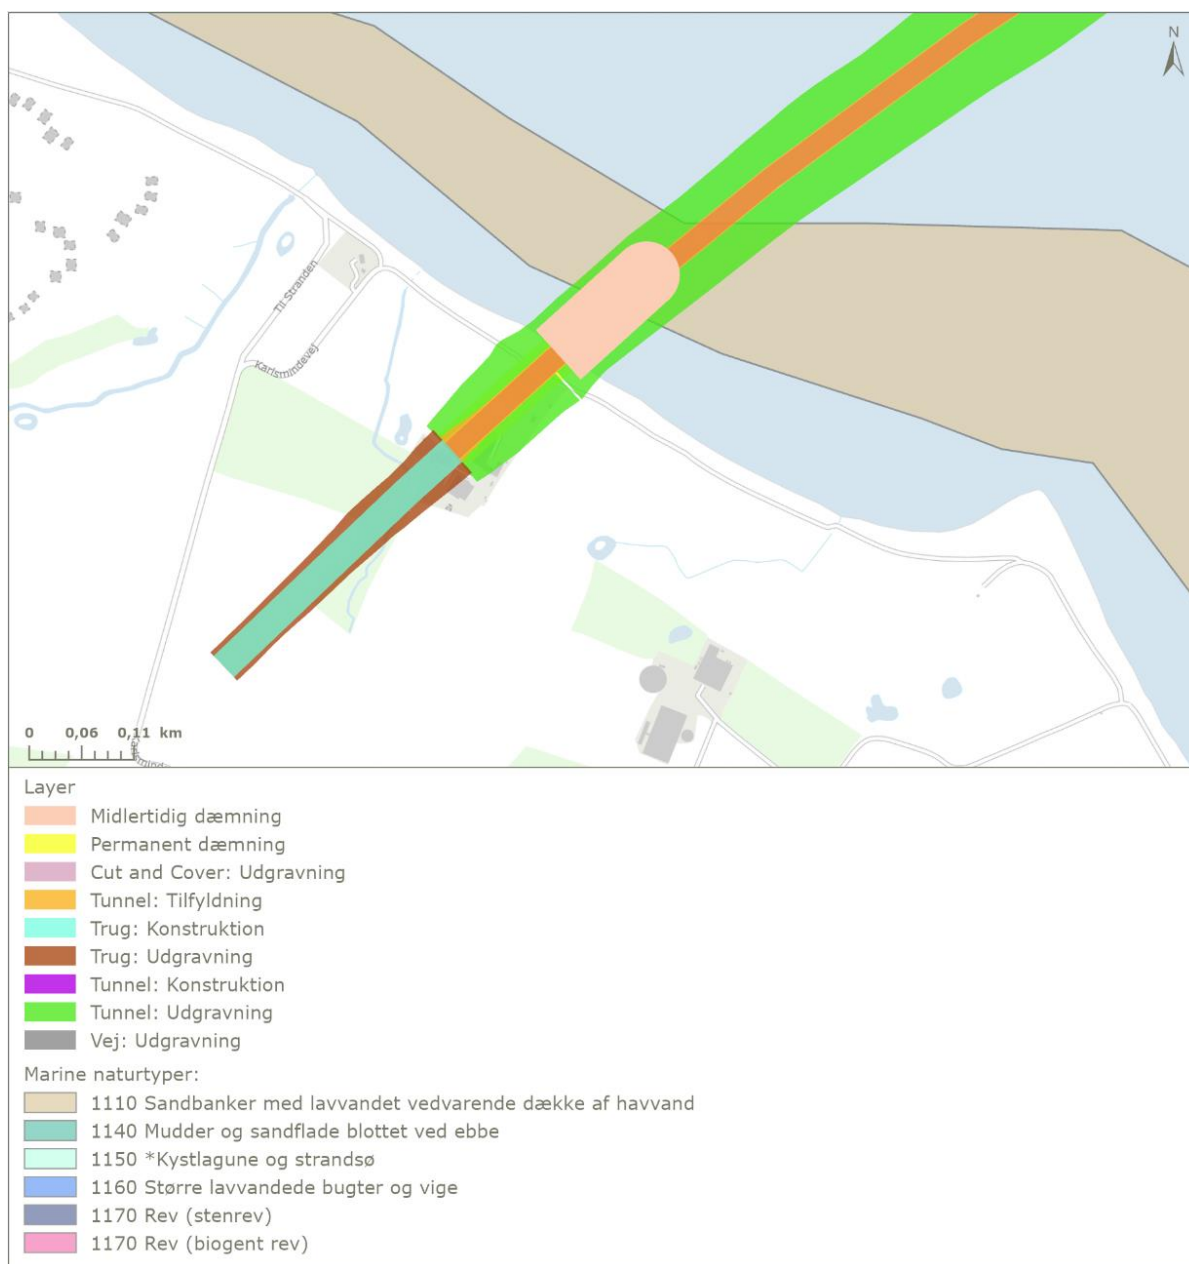 N
Til Stranden
Karlsmindevej
0 0,06 0,11 km
Layer
Midlertidig dæmning
Permanent dæmning
Cut and Cover: Udgravning
Tunnel: Tilfyldning
Trug: Konstruktion
Trug: Udgravning
Tunnel: Konstruktion
Tunnel: Udgravning
Vej: Udgravning
Marine naturtyper:
1110 Sandbanker med lavvandet vedvarende dække af havvand
1140 Mudder og sandflade blottet ved ebbe
1150 *Kystlagune og strandsø
1160 Større lavvandede bugter og vige
1170 Rev (stenrev)
1170 Rev (biogent rev)